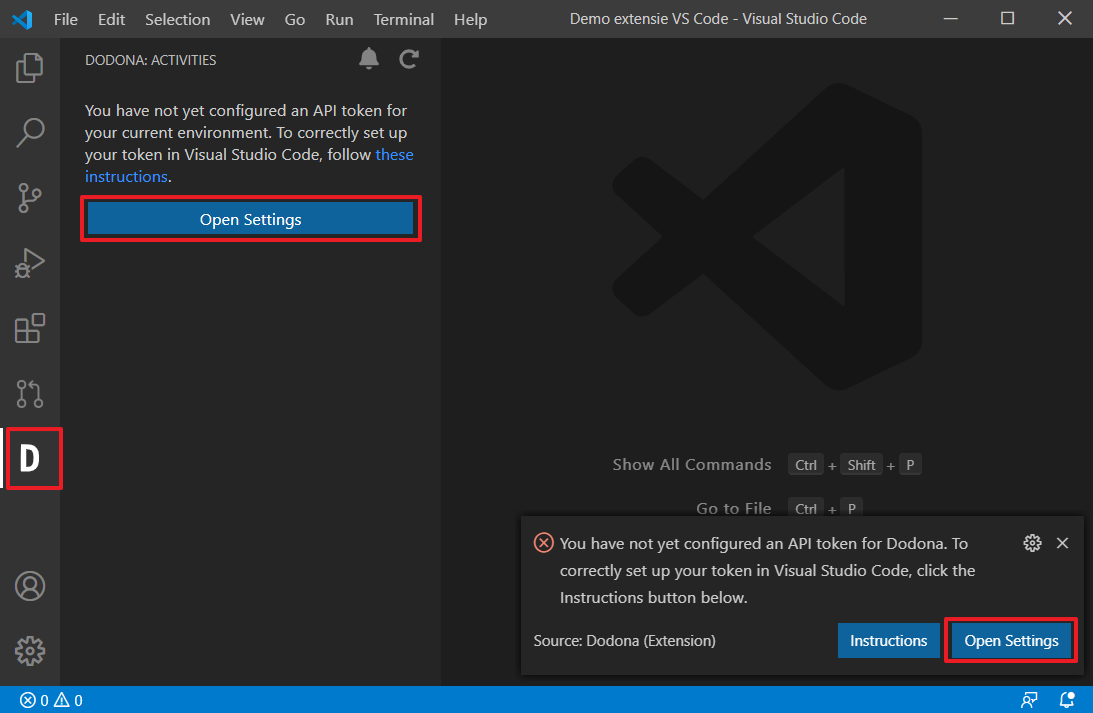 File Edit Selection View Go Run Terminal Help Demo extensie VS Code - Visual Studio Code
DODONA: ACTIVITIES
You have not yet configured an API token for
your current environment. To correctly set up
your token in Visual Studio Code, follow these
instructions.
Open Settings
D
Show All Commands Ctrl + Shift + P
Go to File Ctrl + P
You have not yet configured an API token for Dodona. To
correctly set up your token in Visual Studio Code, click the
Instructions button below.
Source: Dodona (Extension) Instructions Open Settings
0 0